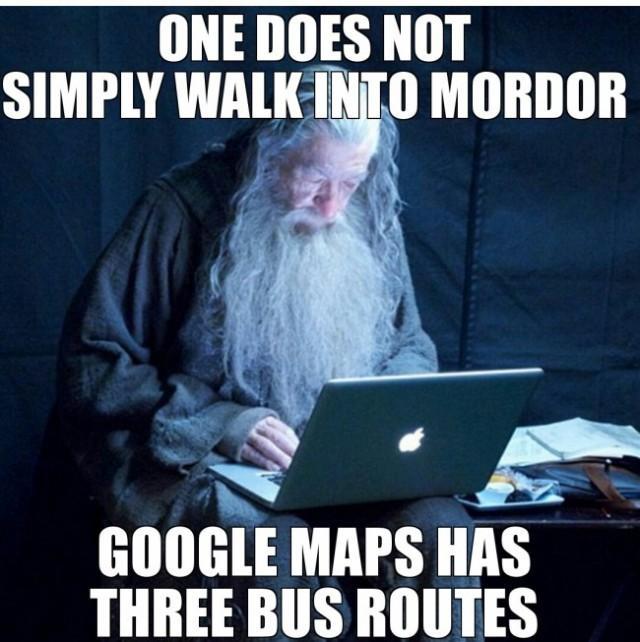 ONE DOES NOT
SIMPLY WALK INTO MORDOR
GOOGLE MAPS HAS
THREE BUS ROUTES